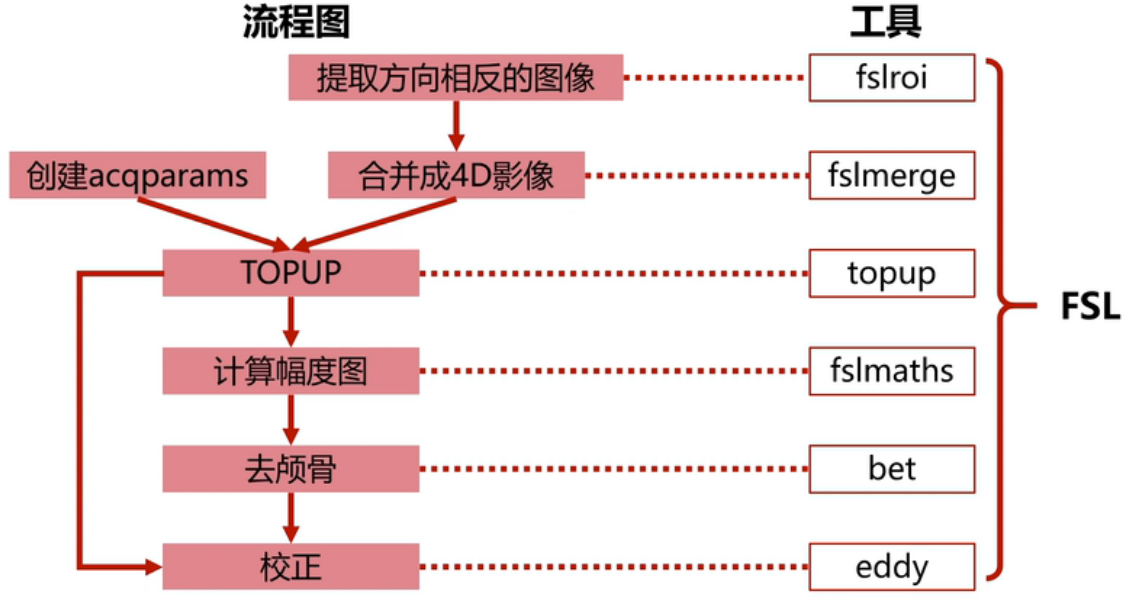 流程图
工具
提取方向相反的图像
fslroi
创建acqparams
合并成4D影像
fslmerge
TOPUP
topup
FSL
计算幅度图
fslmaths
去颅骨
bet
校正
eddy